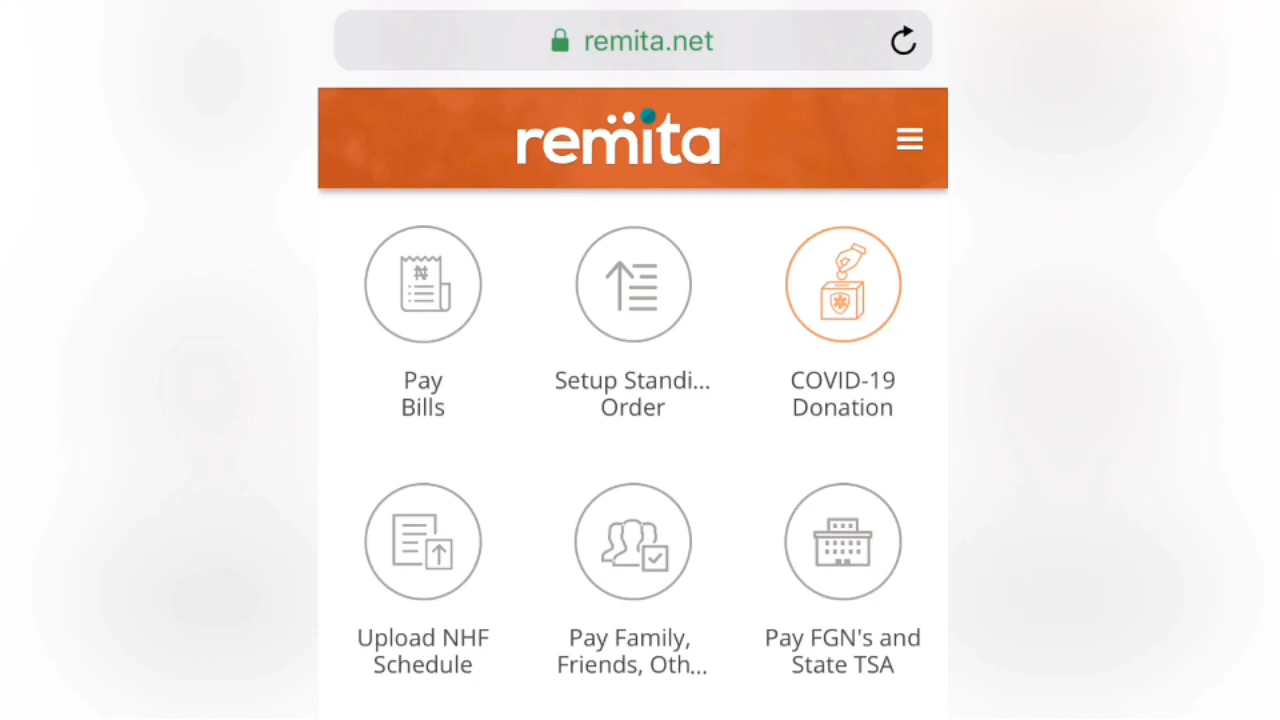 remita.net
remita
Pay
Bills
Setup Standi...
Order
COVID-19
Donation
Upload NHF
Schedule
Pay Family,
Friends, Oth...
Pay FGN's and
State TSA